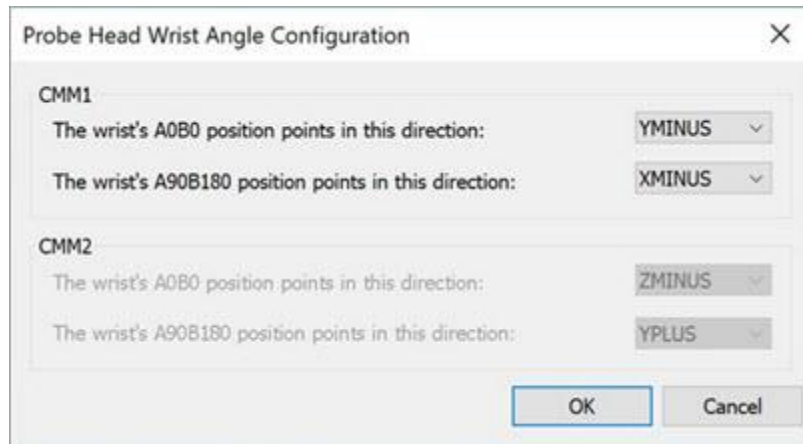 Probe Head Wrist Angle Configuration
CMM1
The wrist's A0B0 position points in this direction: YMINUS
The wrist's A90B180 position points in this direction: XMINUS
CMM2
The wrist's A0B0 position points in this direction: ZMINUS
The wrist's A90B180 position points in this direction: YPLUS
OK Cancel